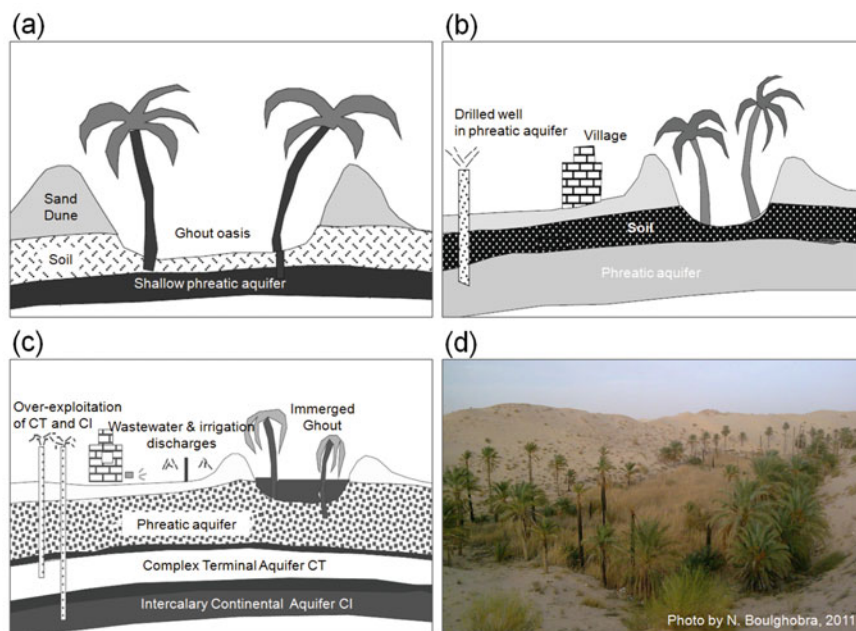 (a)
Sand
Dune
Ghout oasis
Soil
Shallow phreatic aquifer
(b)
Drilled well
in phreatic aquifer
Village
Soil
Phreatic aquifer
(c)
Over-exploitation
of CT and CI
Wastewater & irrigation
discharges
Immerged
Ghout
Phreatic aquifer
Complex Terminal Aquifer CT
Intercalary Continental Aquifer CI
(d)
Photo by N. Boulghobra, 2011